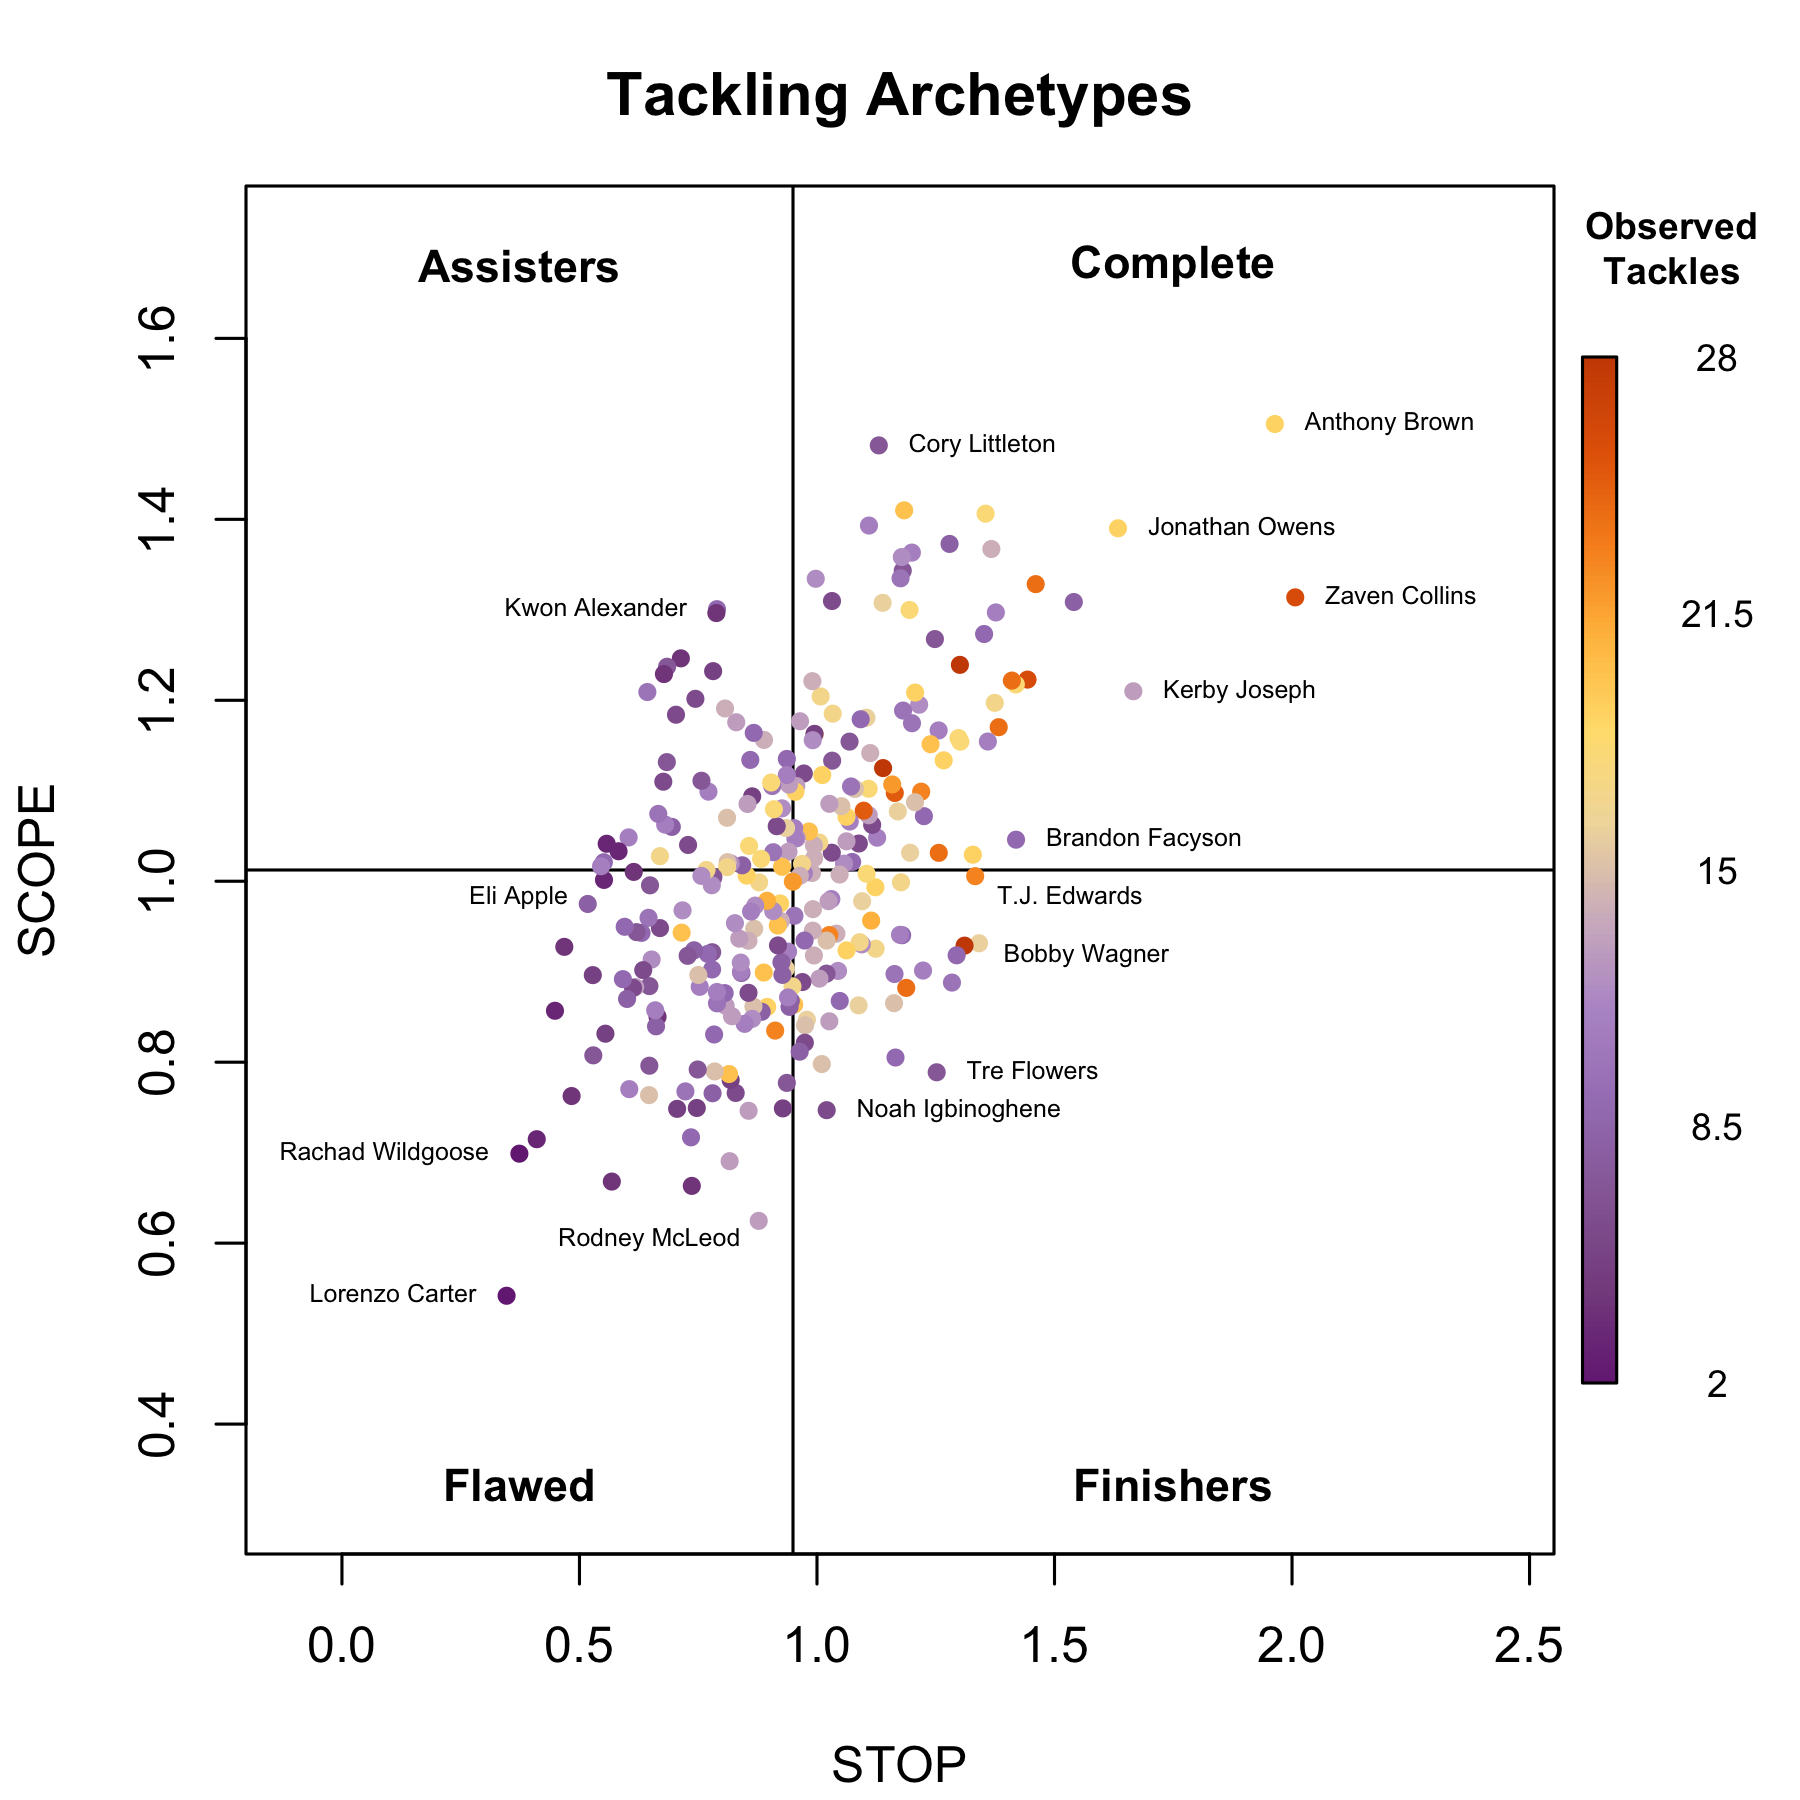 Tackling Archetypes
Observed
Tackles
Assisters
Complete
28
21.5
15
8.5
2
1.6
1.4
1.2
1.0
0.8
0.6
0.4
SCOPE
Anthony Brown
Cory Littleton
Jonathan Owens
Zaven Collins
Kwon Alexander
Kerby Joseph
Brandon Facyson
Eli Apple
T.J. Edwards
Bobby Wagner
Tre Flowers
Noah Igbinoghene
Rachad Wildgoose
Rodney McLeod
Lorenzo Carter
Flawed
Finishers
0.0
0.5
1.0
1.5
2.0
2.5
STOP